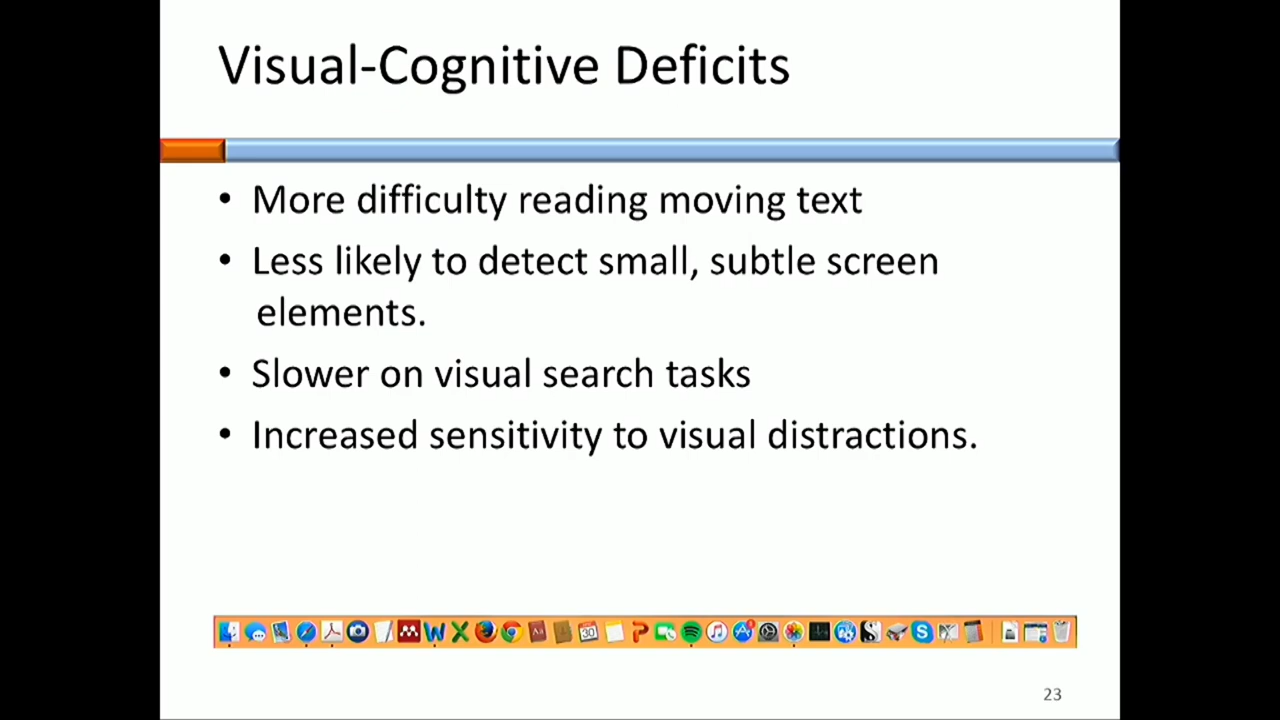 Visual-Cognitive Deficits
• More difficulty reading moving text
• Less likely to detect small, subtle screen
elements.
• Slower on visual search tasks
• Increased sensitivity to visual distractions.
30
23